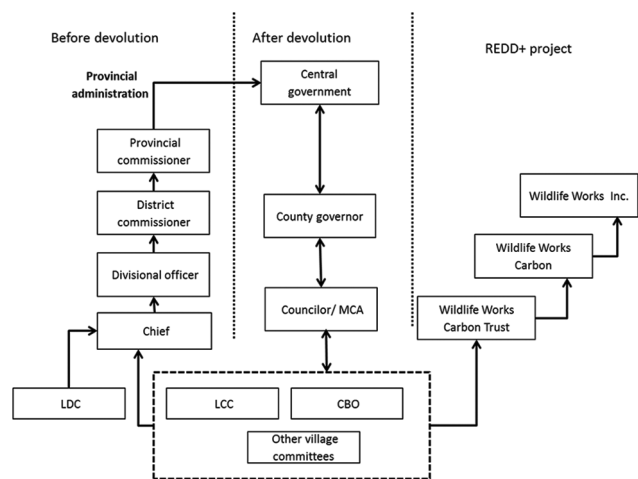 Before devolution
After devolution
REDD+ project
Provincial
administration
Central
government
Provincial
commissioner
District
commissioner
Divisional officer
Chief
LDC
County governor
Councilor/ MCA
LCC
CBO
Other village
committees
Wildlife Works Inc.
Wildlife Works
Carbon
Wildlife Works
Carbon Trust